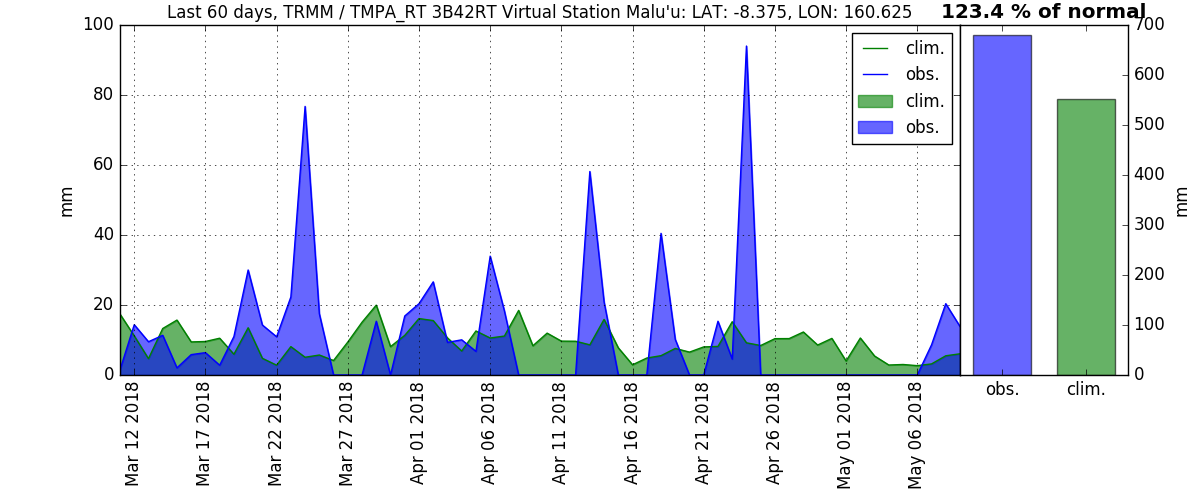 Last 60 days, TRMM / TMPA_RT 3B42RT Virtual Station Malu'u: LAT: -8.375, LON: 160.625
123.4 % of normal
100
80
60
40
20
0
mm
clim.
obs.
clim.
obs.
Mar 12 2018
Mar 17 2018
Mar 22 2018
Mar 27 2018
Apr 01 2018
Apr 06 2018
Apr 11 2018
Apr 16 2018
Apr 21 2018
Apr 26 2018
May 01 2018
May 06 2018
700
600
500
400
300
200
100
0
mm
obs.
clim.